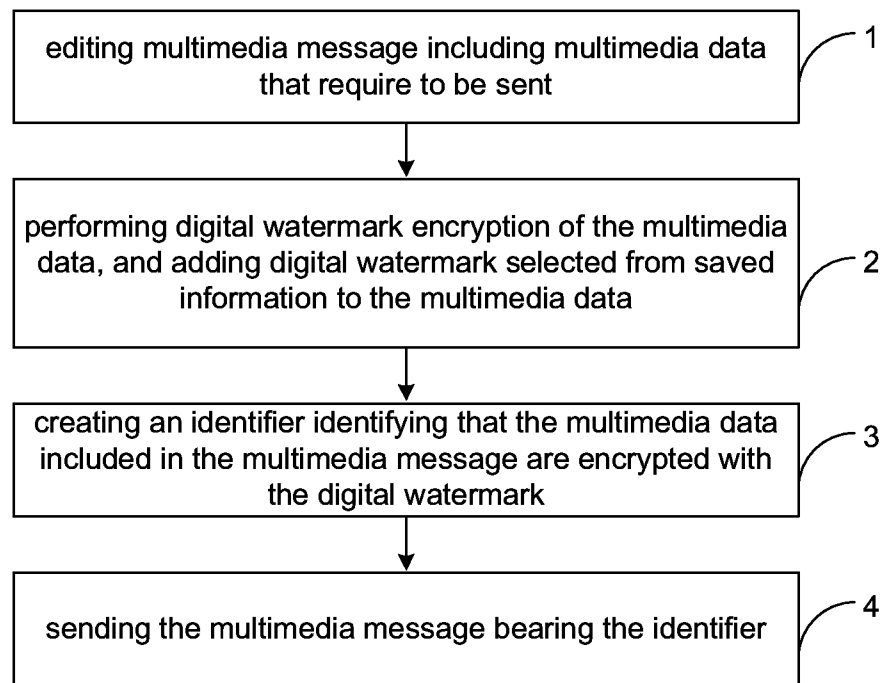 editing multimedia message including multimedia data
that require to be sent
1
performing digital watermark encryption of the multimedia
data, and adding digital watermark selected from saved
information to the multimedia data
2
creating an identifier identifying that the multimedia data
included in the multimedia message are encrypted with
the digital watermark
3
sending the multimedia message bearing the identifier
4